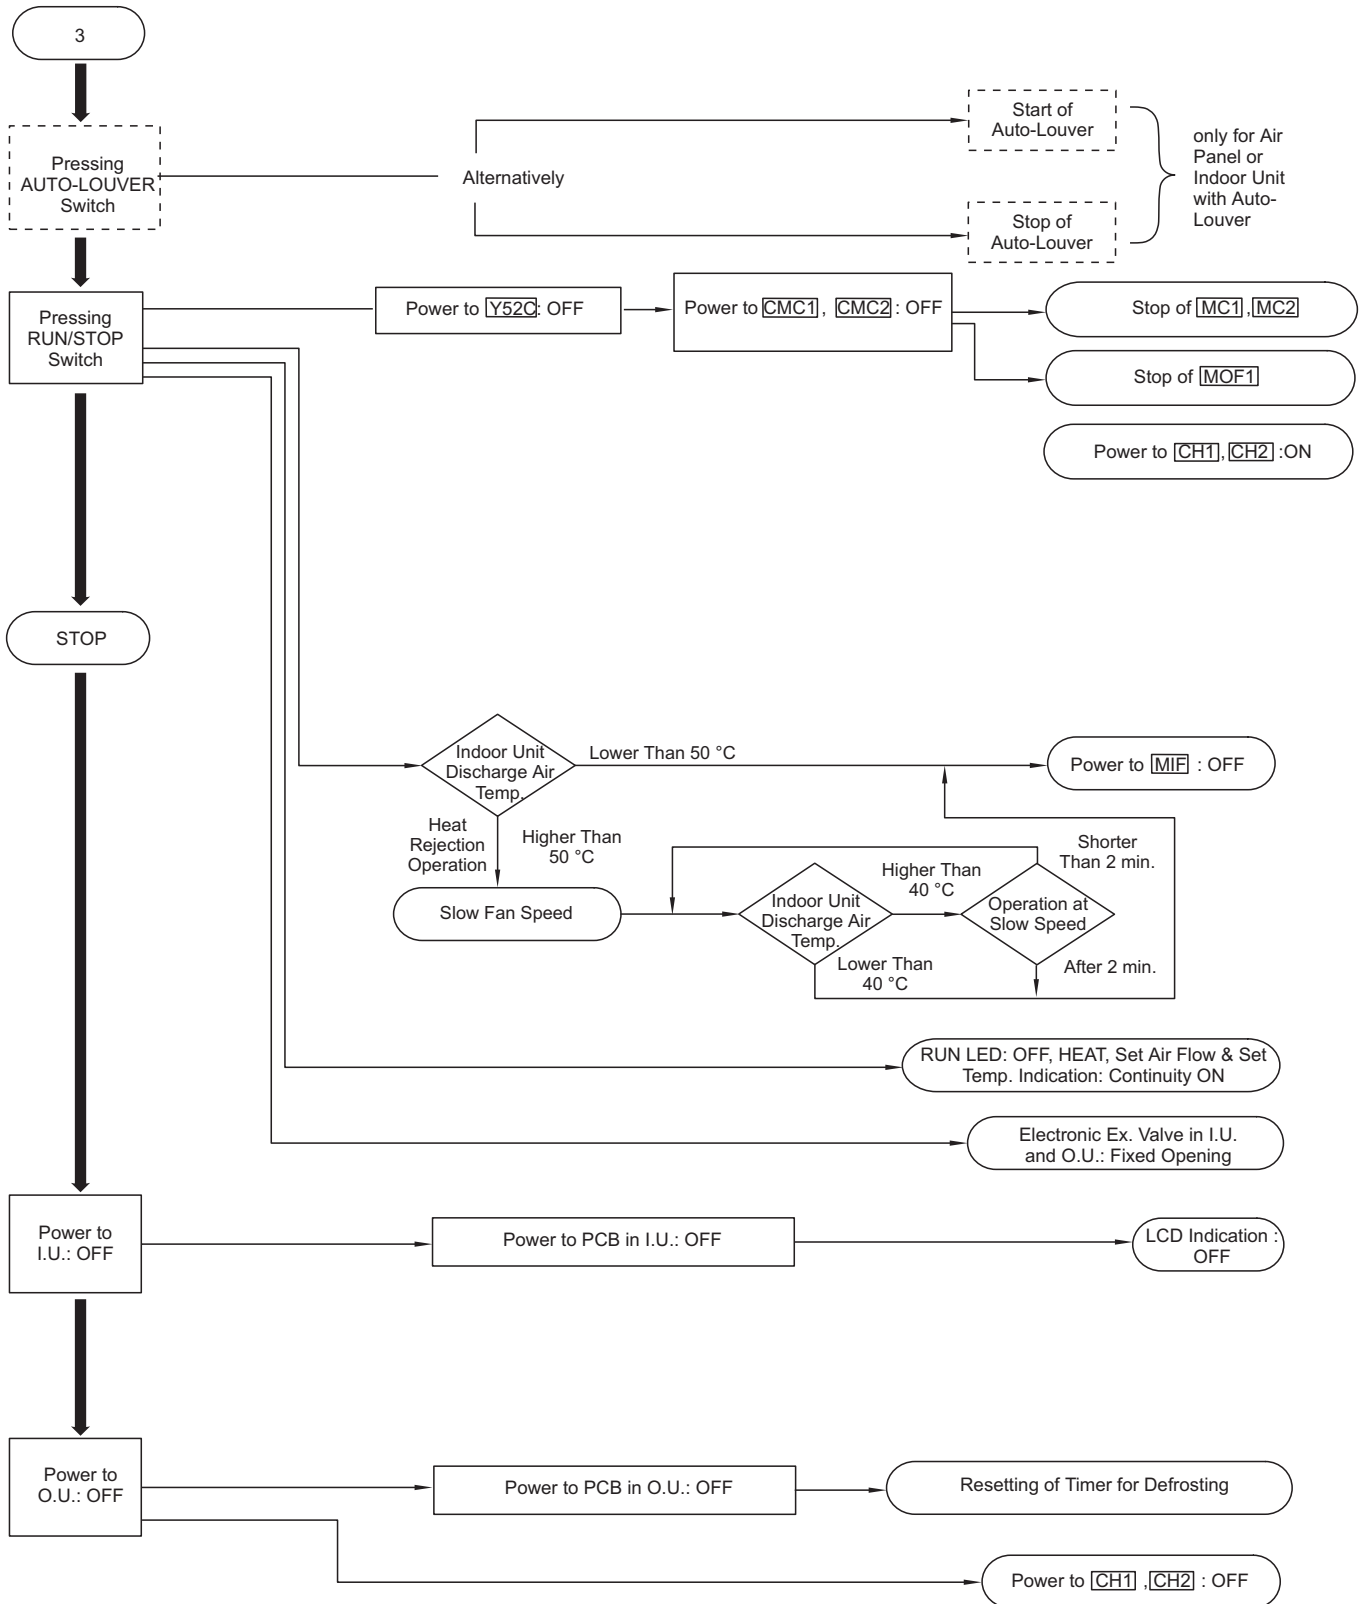 3
Pressing
AUTO-LOUVER
Switch
Alternatively
Start of
Auto-Louver
Stop of
Auto-Louver
only for Air
Panel or
Indoor Unit
with Auto-
Louver
Pressing
RUN/STOP
Switch
Power to Y52C: OFF
Power to CMC1, CMC2 : OFF
Stop of MC1, MC2
Stop of MOF1
Power to CH1, CH2 :ON
STOP
Indoor Unit
Discharge Air
Temp.
Lower Than 50 °C
Power to MIF : OFF
Heat
Rejection
Operation
Higher Than
50 °C
Slow Fan Speed
Indoor Unit
Discharge Air
Temp.
Higher Than
40 °C
Lower Than
40 °C
Operation at
Slow Speed
Shorter
Than 2 min.
After 2 min.
RUN LED: OFF, HEAT, Set Air Flow & Set
Temp. Indication: Continuity ON
Electronic Ex. Valve in I.U.
and O.U.: Fixed Opening
Power to
I.U.: OFF
Power to PCB in I.U.: OFF
LCD Indication :
OFF
Power to
O.U.: OFF
Power to PCB in O.U.: OFF
Resetting of Timer for Defrosting
Power to CH1 , CH2 : OFF